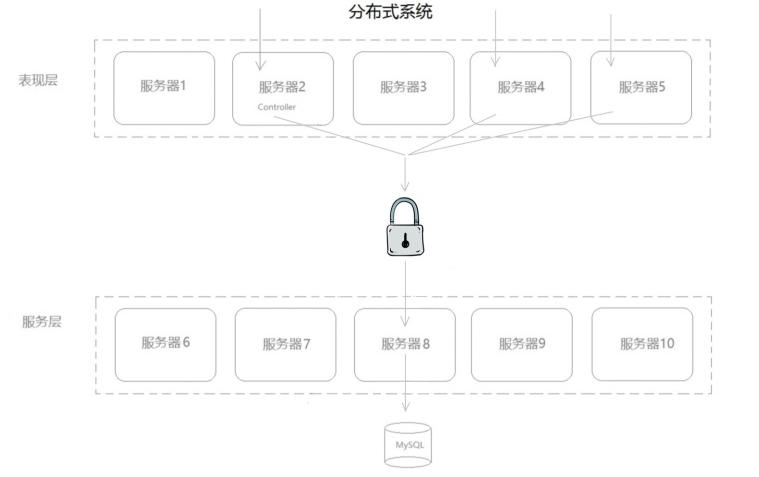 分布式系统
表现层
服务器1
服务器2
Controller
服务器3
服务器4
服务器5
服务层
服务器6
服务器7
服务器8
服务器9
服务器10
MySQL